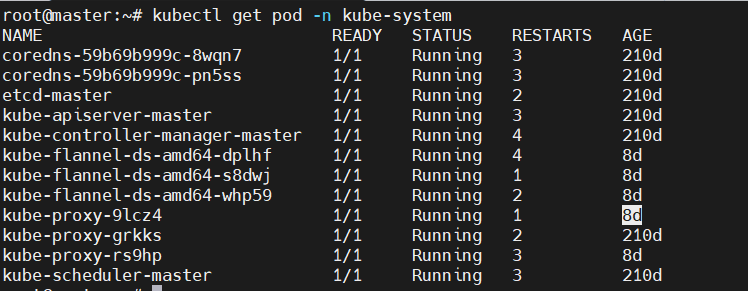 root@master:~# kubectl get pod -n kube-system
NAME READY STATUS RESTARTS AGE
coredns-59b69b999c-8wqn7 1/1 Running 3 210d
coredns-59b69b999c-pn5ss 1/1 Running 3 210d
etcd-master 1/1 Running 2 210d
kube-apiserver-master 1/1 Running 3 210d
kube-controller-manager-master 1/1 Running 4 210d
kube-flannel-ds-amd64-dplhf 1/1 Running 4 8d
kube-flannel-ds-amd64-s8dwj 1/1 Running 1 8d
kube-flannel-ds-amd64-whp59 1/1 Running 2 8d
kube-proxy-9lcz4 1/1 Running 1 8d
kube-proxy-grkks 1/1 Running 2 210d
kube-proxy-rs9hp 1/1 Running 3 8d
kube-scheduler-master 1/1 Running 3 210d